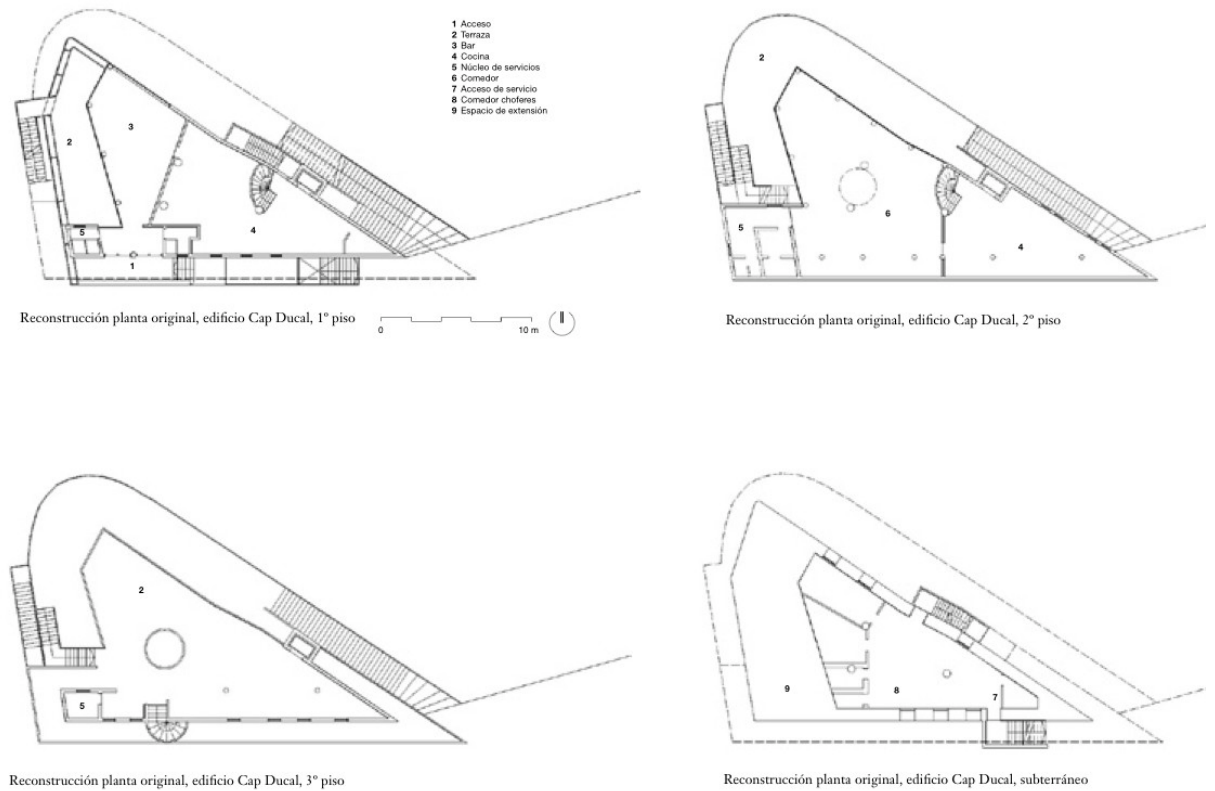 1 Acceso
2 Terraza
3 Bar
4 Cocina
5 Núcleo de servicios
6 Comedor
7 Acceso de servicio
8 Comedor choferes
9 Espacio de extensión
2
3
5
4
1
Reconstrucción planta original, edificio Cap Ducal, 1º piso
0 10 m
2
6
5
4
Reconstrucción planta original, edificio Cap Ducal, 2º piso
2
5
Reconstrucción planta original, edificio Cap Ducal, 3º piso
9
8
7
Reconstrucción planta original, edificio Cap Ducal, subterráneo